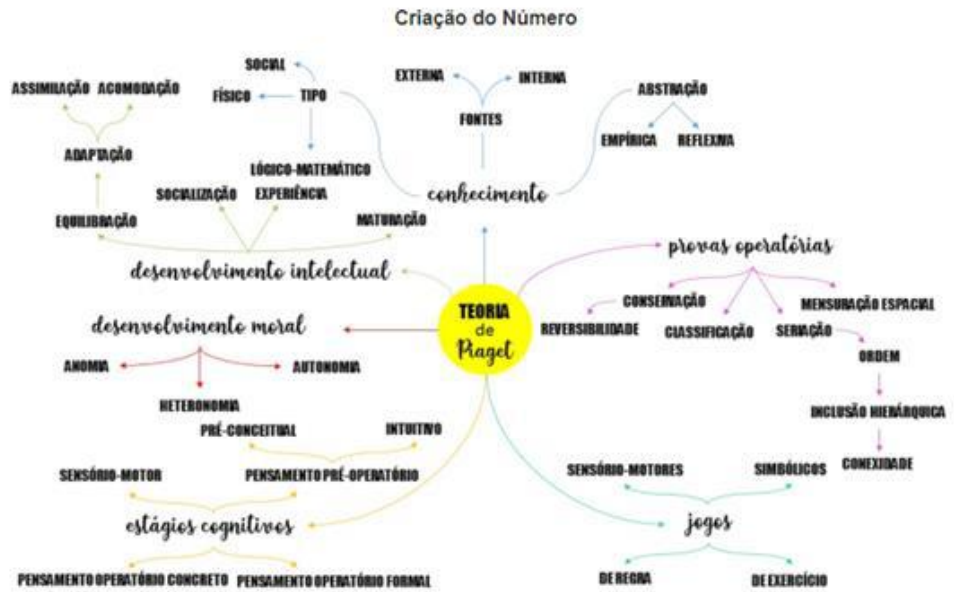 Criação do Número
SOCIAL
FÍSICO
TIPO
LÓGICO-MATEMÁTICO
EXTERNA
INTERNA
FONTES
ABSTRAÇÃO
EMPÍRICA
REFLEXIVA
conhecimento
ASSIMILAÇÃO
ACOMODAÇÃO
ADAPTAÇÃO
EQUILIBRAÇÃO
SOCIALIZAÇÃO
EXPERIÊNCIA
MATURAÇÃO
desenvolvimento intelectual
provas operatórias
CONSERVAÇÃO
REVERSIBILIDADE
CLASSIFICAÇÃO
SERIAÇÃO
MENSURAÇÃO ESPACIAL
ORDEM
INCLUSÃO HIERÁRQUICA
CONEXIDADE
TEORIA
de
Piaget
desenvolvimento moral
ANOMIA
HETERONOMIA
AUTONOMIA
PRÉ-CONCEITUAL
INTUITIVO
SENSÓRIO-MOTOR
PENSAMENTO PRÉ-OPERATÓRIO
estágios cognitivos
PENSAMENTO OPERATÓRIO CONCRETO
PENSAMENTO OPERATÓRIO FORMAL
SENSÓRIO-MOTORES
SIMBÓLICOS
jogos
DE REGRA
DE EXERCÍCIO